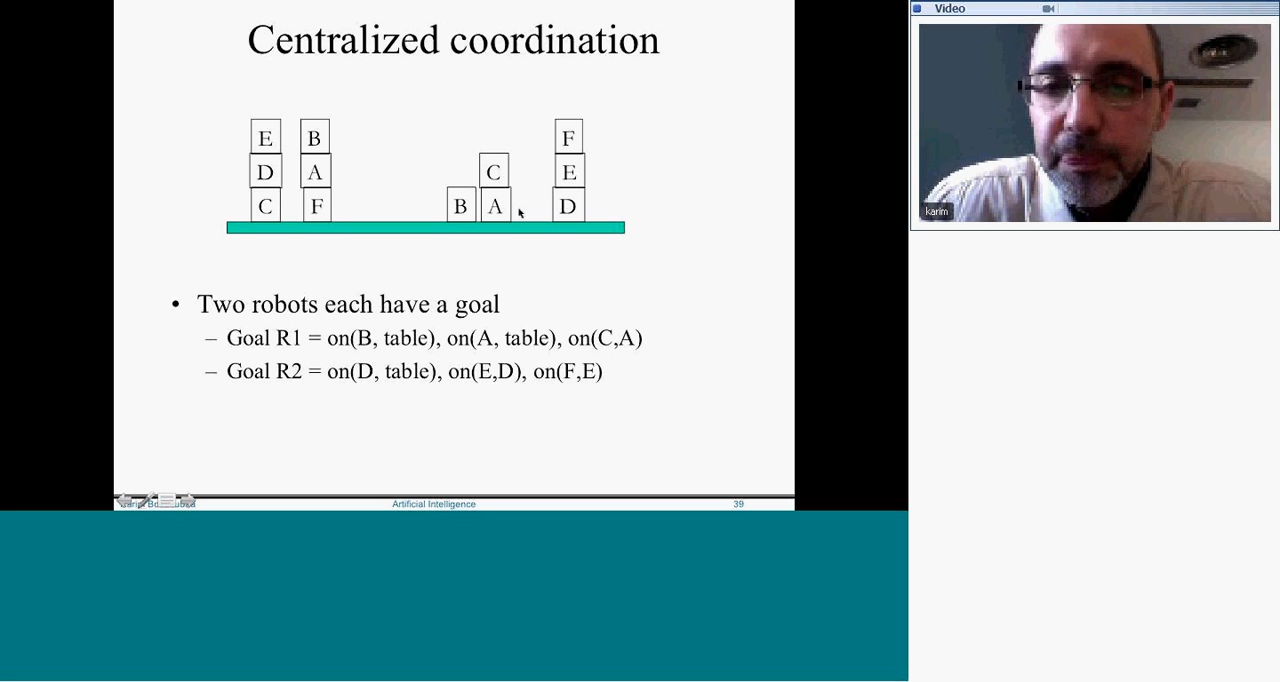 Centralized coordination
E B F
D A C E
C F B A D
• Two robots each have a goal
– Goal R1 = on(B, table), on(A, table), on(C,A)
– Goal R2 = on(D, table), on(E,D), on(F,E)
Artificial Intelligence 39
Video
karim